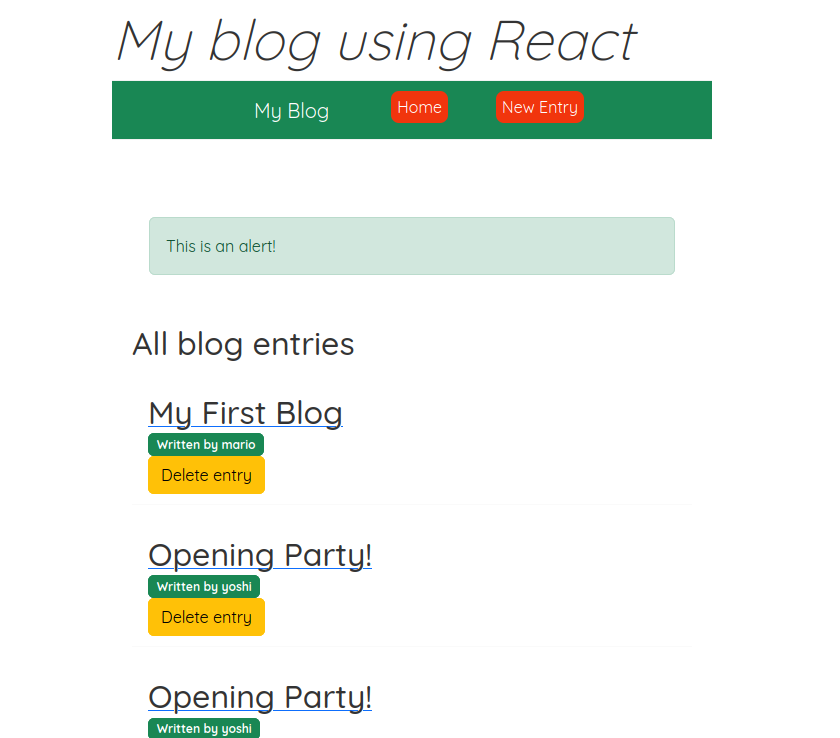 My blog using React
My Blog Home New Entry
This is an alert!
All blog entries
My First Blog
Written by mario
Delete entry
Opening Party!
Written by yoshi
Delete entry
Opening Party!
Written by yoshi